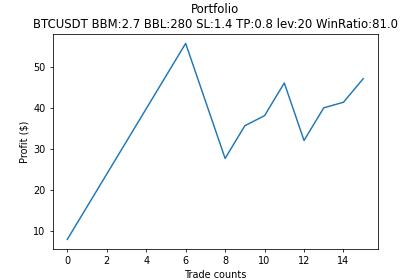 Portfolio
BTCUSDT BBM:2.7 BBL:280 SL:1.4 TP:0.8 lev:20 WinRatio:81.0
50
40
30
20
10
Profit ($)
0 2 4 6 8 10 12 14
Trade counts